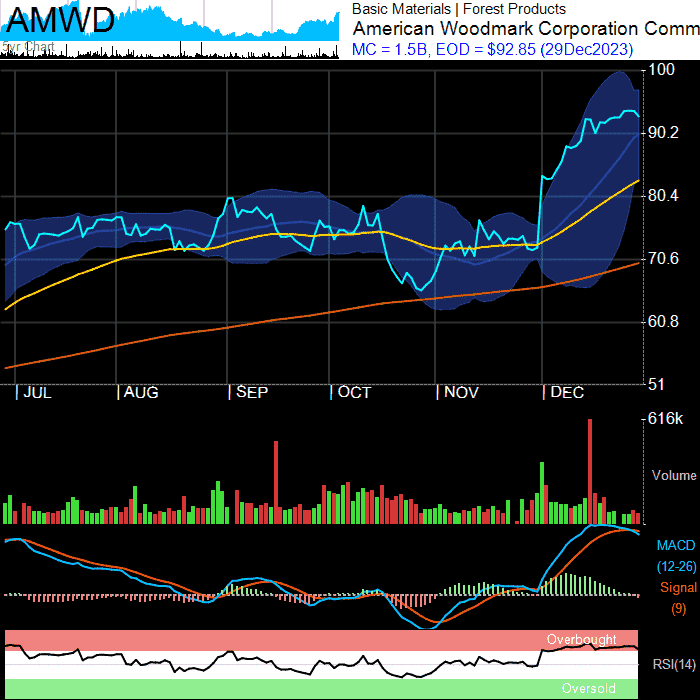 AMWD
5yr Chart
Basic Materials | Forest Products
American Woodmark Corporation Comm
MC = 1.5B, EOD = $92.85 (29Dec2023)
100
90.2
80.4
70.6
60.8
51
JUL AUG SEP OCT NOV DEC
616k
Volume
MACD
(12-26)
Signal
(9)
Overbought
RSI(14)
Oversold